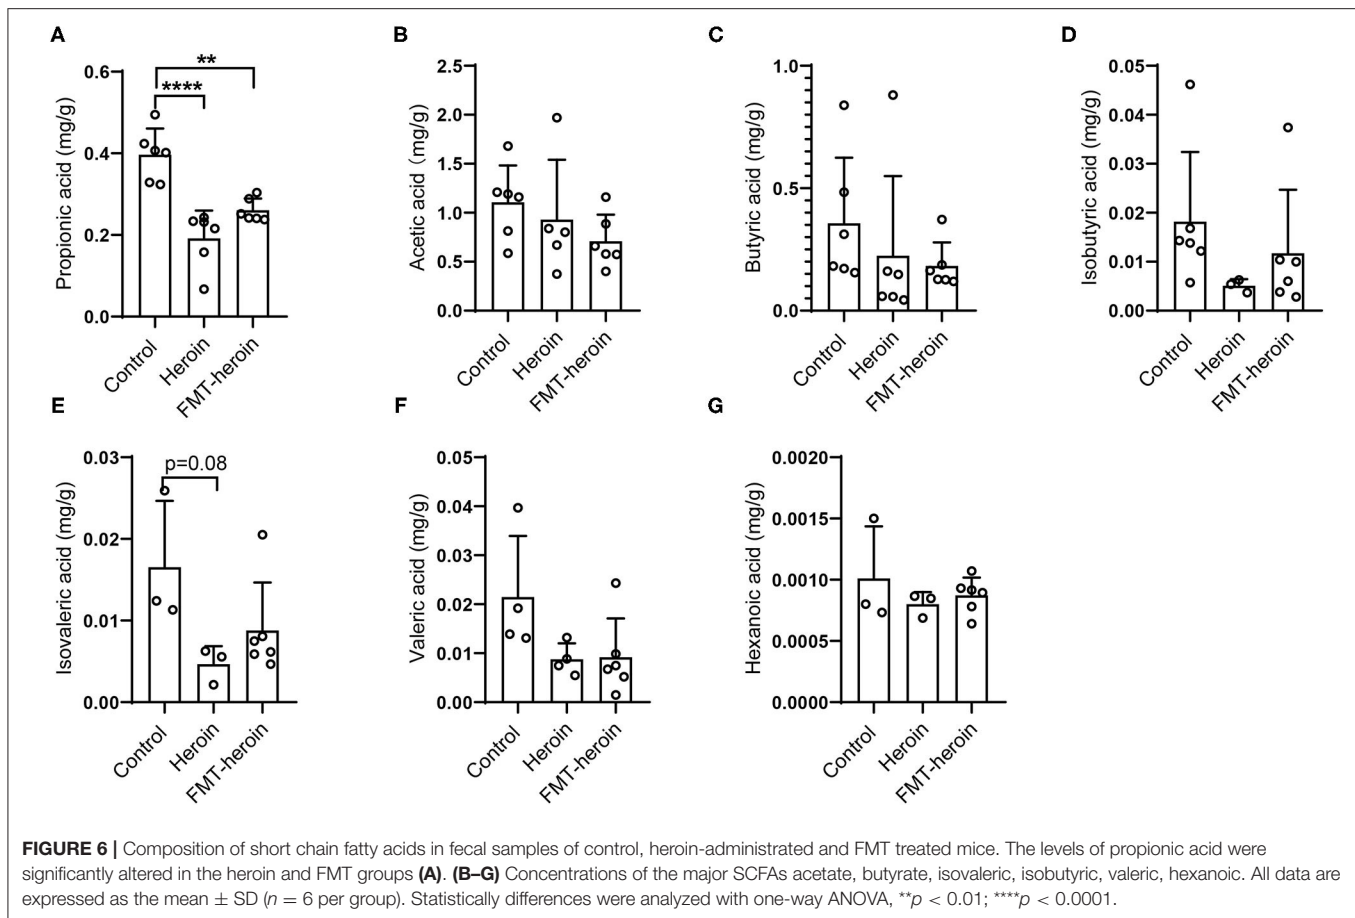 A
B
C
D
Propionic acid (mg/g)
0.6
0.4
0.2
0.0
**
****
Control
Heroin
FMT-heroin
Acetic acid (mg/g)
2.5
2.0
1.5
1.0
0.5
0.0
Control
Heroin
FMT-heroin
Butyric acid (mg/g)
1.0
0.5
0.0
Control
Heroin
FMT-heroin
Isobutyric acid (mg/g)
0.05
0.04
0.03
0.02
0.01
0.00
Control
Heroin
FMT-heroin
E
F
G
Isovaleric acid (mg/g)
0.03
0.02
0.01
0.00
p=0.08
Control
Heroin
FMT-heroin
Valeric acid (mg/g)
0.05
0.04
0.03
0.02
0.01
0.00
Control
Heroin
FMT-heroin
Hexanoic acid (mg/g)
0.0020
0.0015
0.0010
0.0005
0.0000
Control
Heroin
FMT-heroin
FIGURE 6 | Composition of short chain fatty acids in fecal samples of control, heroin-administrated and FMT treated mice. The levels of propionic acid were
significantly altered in the heroin and FMT groups (A). (B–G) Concentrations of the major SCFAs acetate, butyrate, isovaleric, isobutyric, valeric, hexanoic. All data are
expressed as the mean ± SD (n = 6 per group). Statistically differences were analyzed with one-way ANOVA, **p < 0.01; ****p < 0.0001.